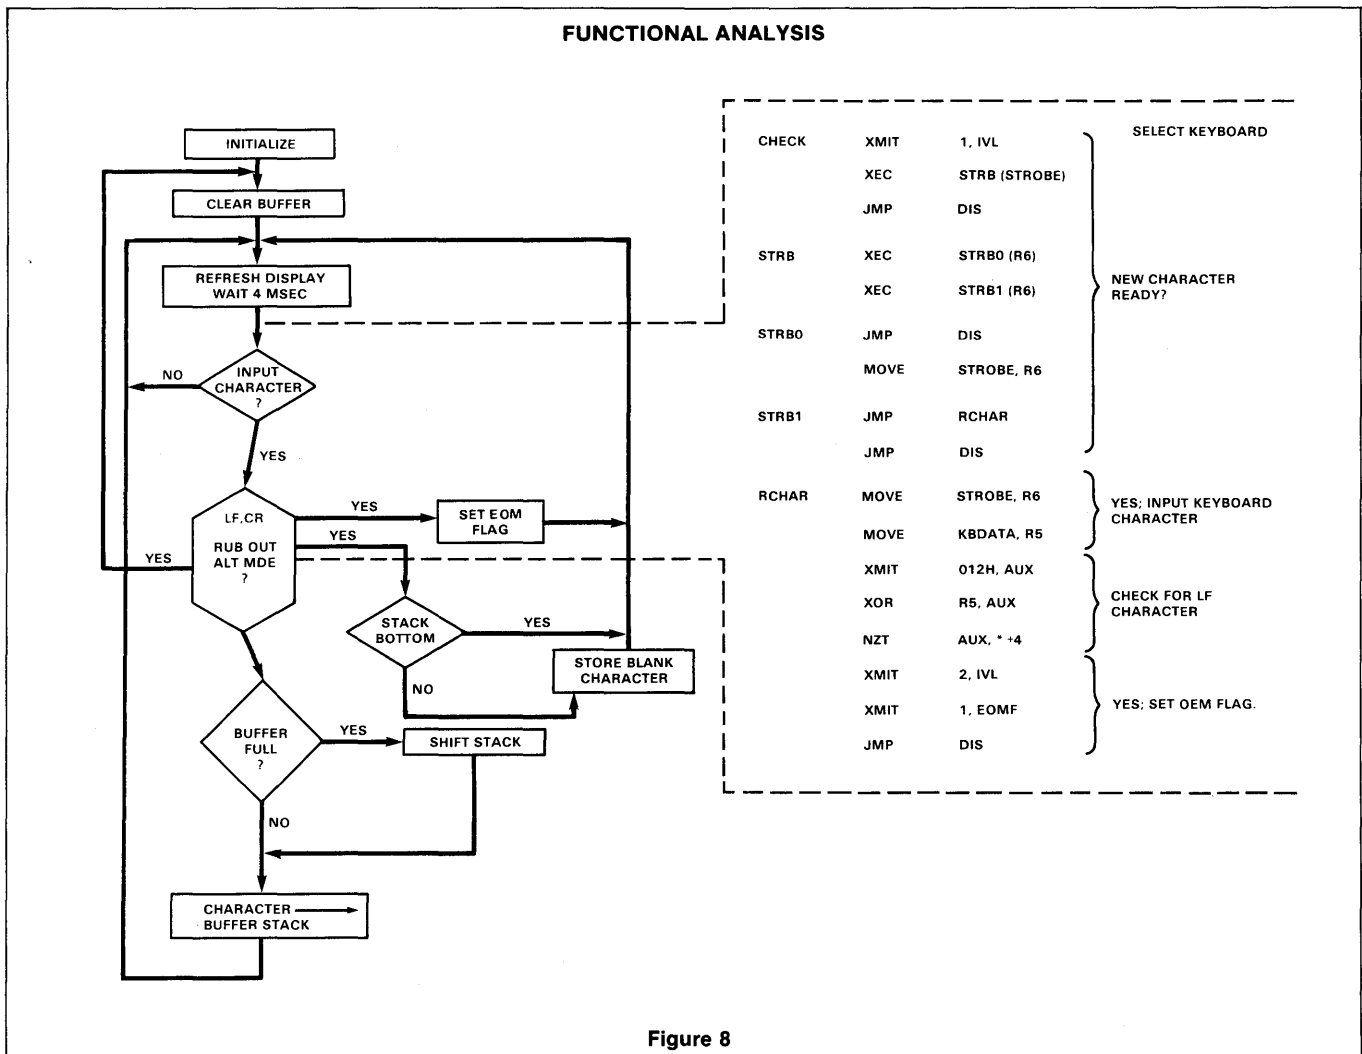 FUNCTIONAL ANALYSIS
INITIALIZE
CLEAR BUFFER
REFRESH DISPLAY
WAIT 4 MSEC
NO
INPUT
CHARACTER
?
YES
LF,CR
RUB OUT
ALT MDE
?
YES
YES
YES
SET EOM
FLAG
STACK
BOTTOM
YES
NO
STORE BLANK
CHARACTER
BUFFER
FULL
?
YES
SHIFT STACK
NO
CHARACTER
BUFFER STACK
CHECK XMIT 1, IVL SELECT KEYBOARD
XEC STRB (STROBE)
JMP DIS
STRB XEC STRB0 (R6)
XEC STRB1 (R6)
NEW CHARACTER
READY?
STRB0 JMP DIS
MOVE STROBE, R6
STRB1 JMP RCHAR
JMP DIS
RCHAR MOVE STROBE, R6
MOVE KBDATA, R5
YES; INPUT KEYBOARD
CHARACTER
XMIT 012H, AUX
XOR R5, AUX
NZT AUX, * +4
CHECK FOR LF
CHARACTER
XMIT 2, IVL
XMIT 1, EOMF
JMP DIS
YES; SET OEM FLAG.
Figure 8